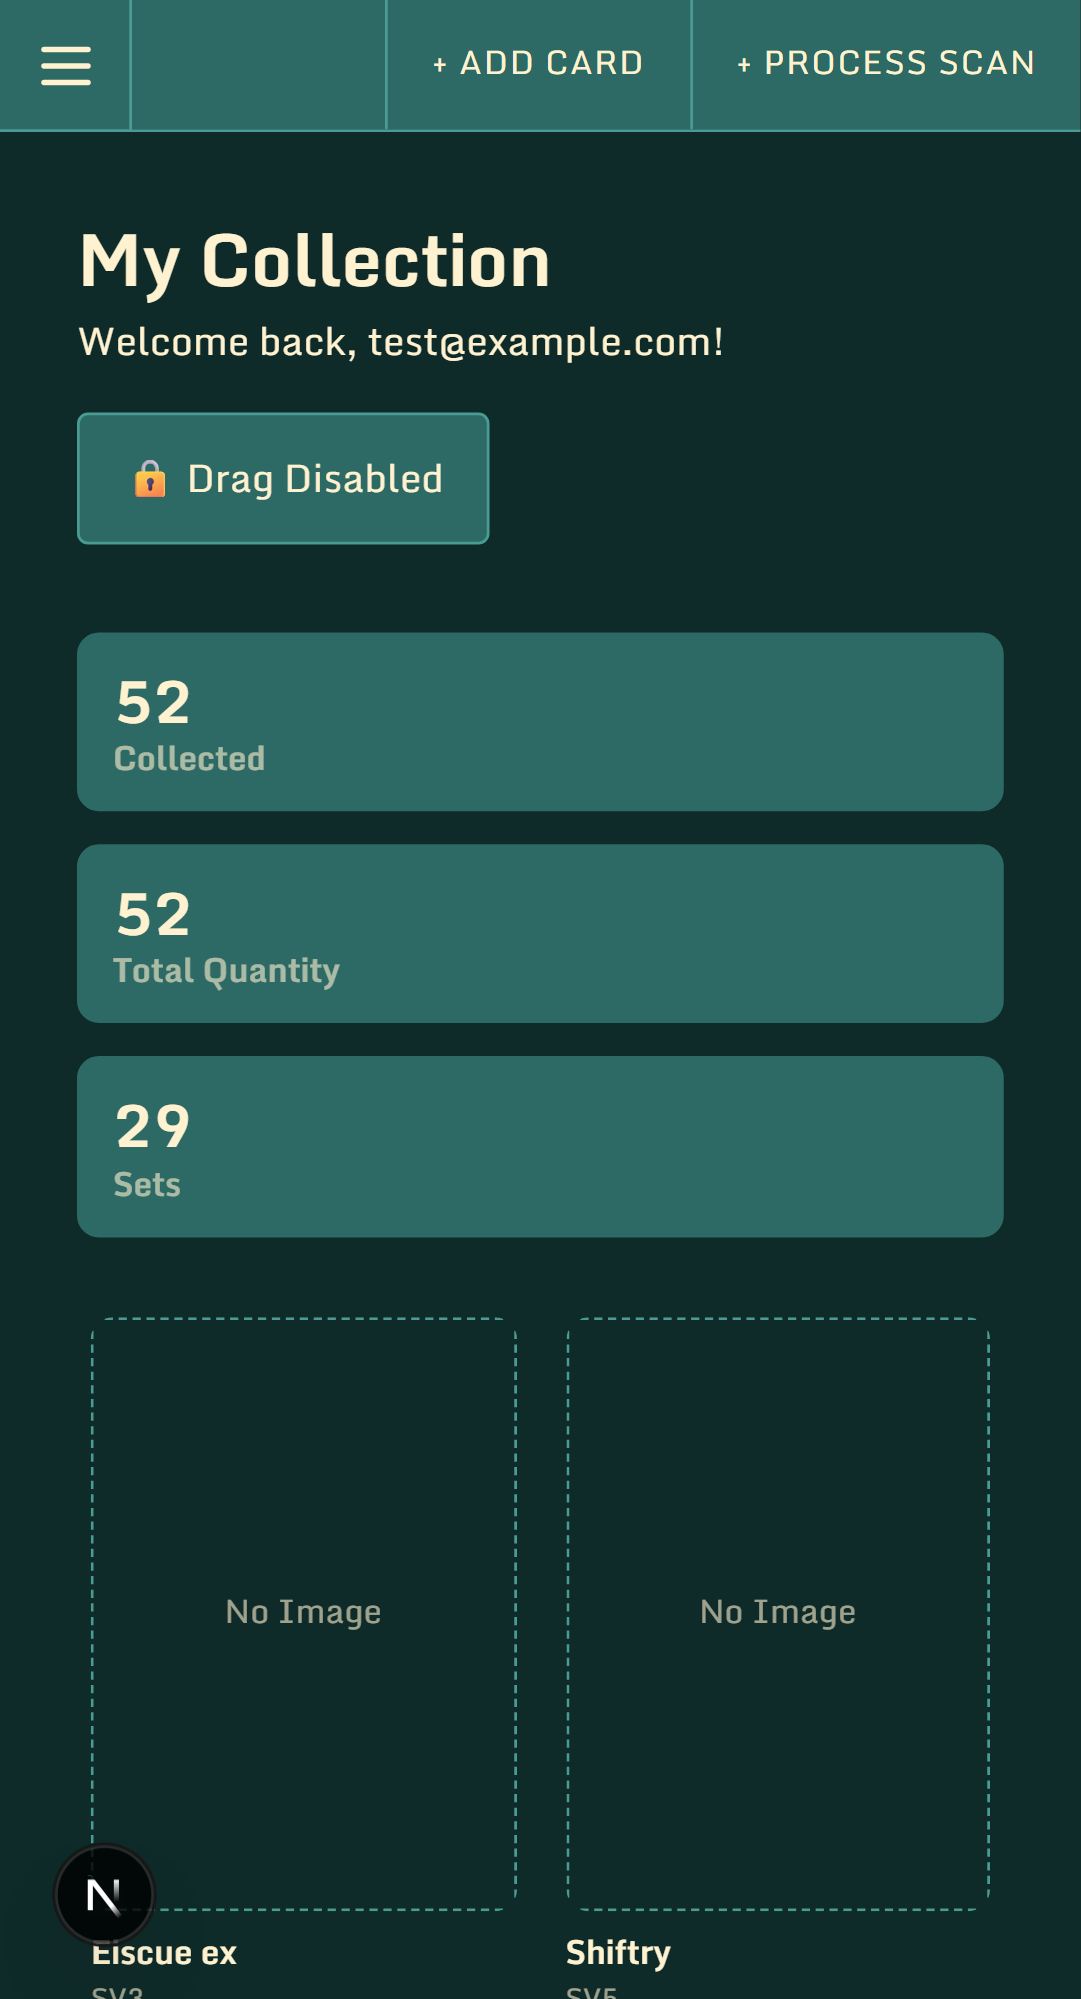 + ADD CARD
+ PROCESS SCAN
My Collection
Welcome back, test@example.com!
🔒 Drag Disabled
52
Collected
52
Total Quantity
29
Sets
No Image
No Image
N
Eiscue ex
Shiftry
SV3
SV5